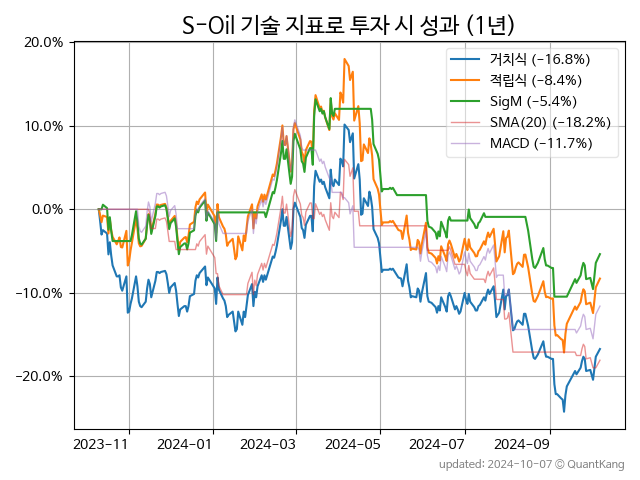 S-Oil 기술 지표로 투자 시 성과 (1년)
20.0%
10.0%
0.0%
−10.0%
−20.0%
거치식 (−16.8%)
적립식 (−8.4%)
SigM (−5.4%)
SMA(20) (−18.2%)
MACD (−11.7%)
2023-11 2024-01 2024-03 2024-05 2024-07 2024-09
updated: 2024-10-07 © QuantKang